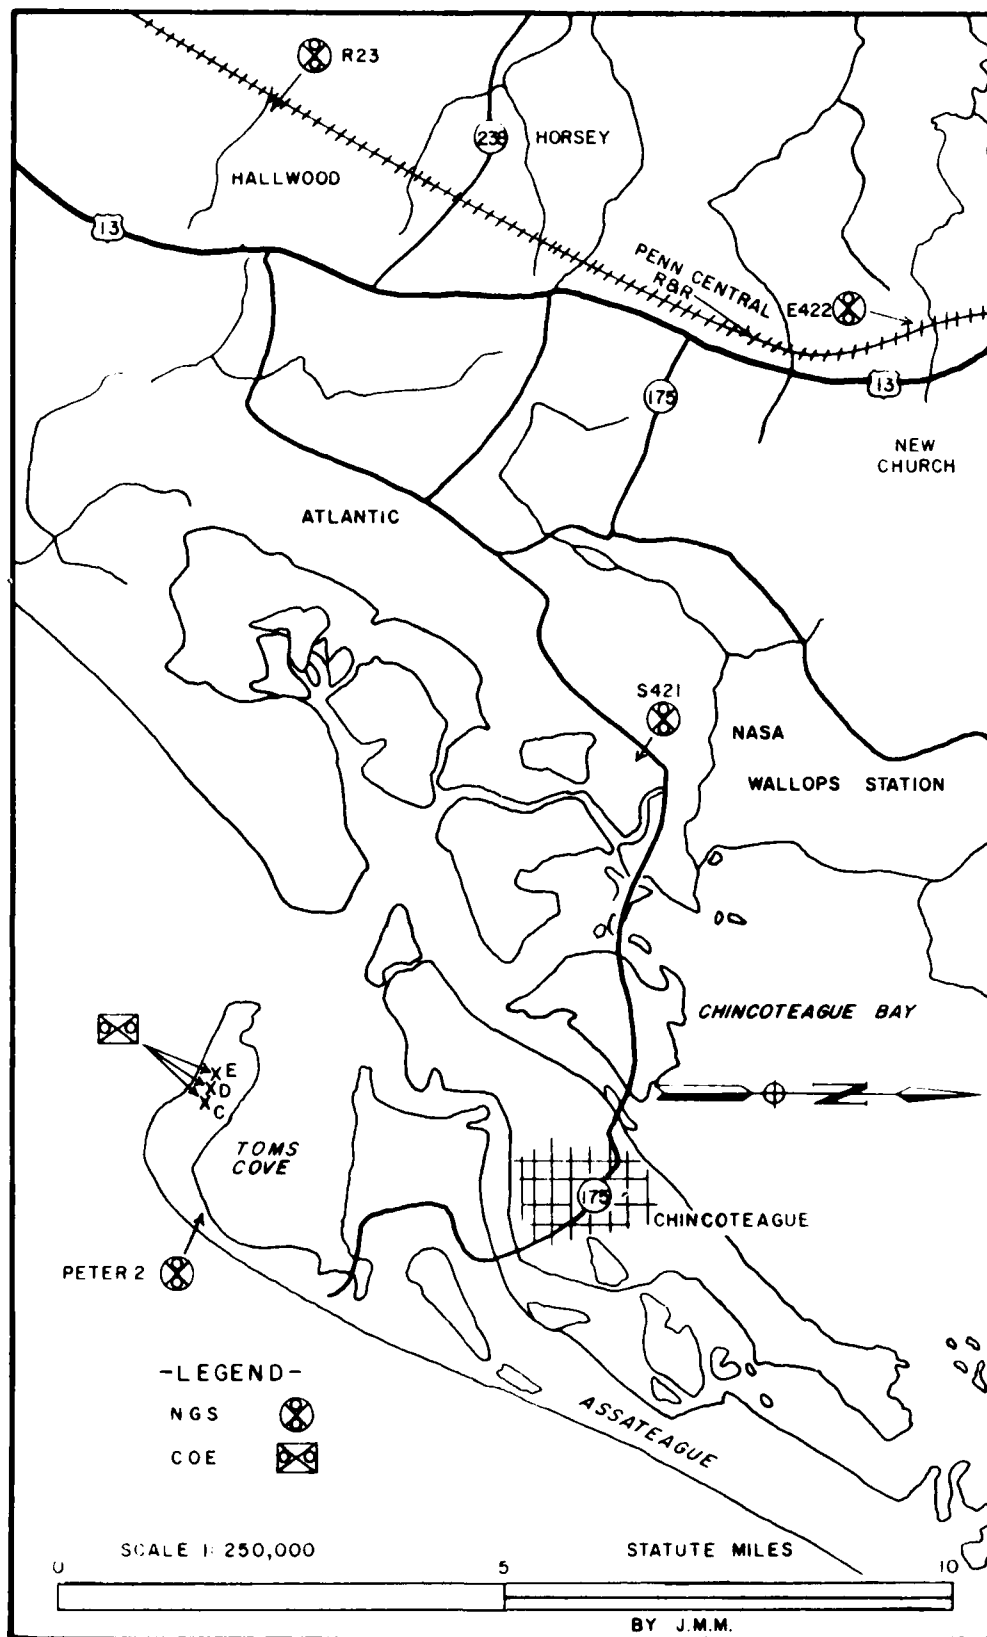 R23
HORSEY
HALLWOOD
13
PENN CENTRAL
R&R
E422
13
175
NEW
CHURCH
ATLANTIC
S421
NASA
WALLOPS STATION
CHINCOTEAGUE BAY
E
D
C
N
TOMS
COVE
175
CHINCOTEAGUE
PETER 2
-LEGEND-
NGS
COE
ASSATEAGUE
SCALE 1: 250,000
STATUTE MILES
0
5
10
BY J.M.M.